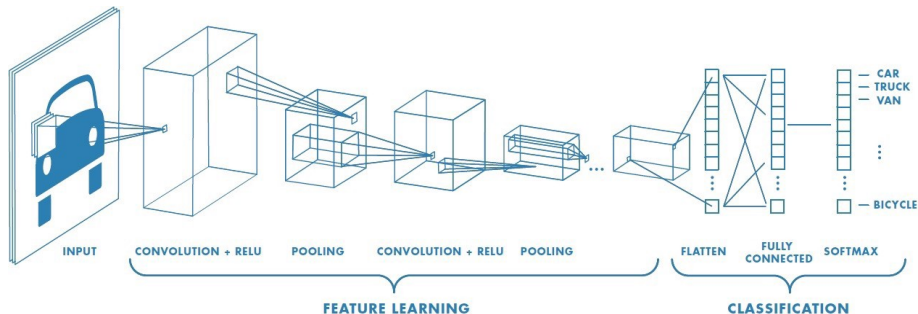 CAR
TRUCK
VAN
BICYCLE
INPUT
CONVOLUTION + RELU
POOLING
CONVOLUTION + RELU
POOLING
FLATTEN
FULLY
CONNECTED
SOFTMAX
FEATURE LEARNING
CLASSIFICATION